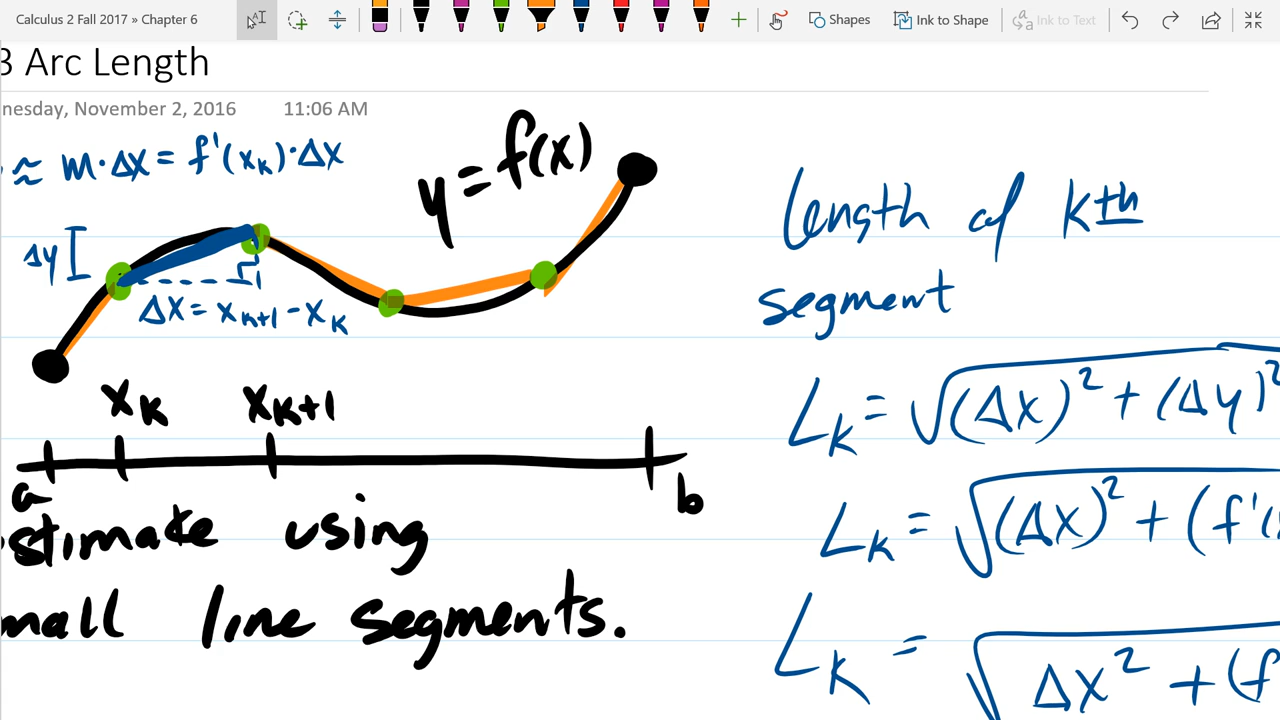 Calculus 2 Fall 2017 » Chapter 6
Shapes
Ink to Shape
Ink to Text
3 Arc Length
nesday, November 2, 2016 11:06 AM
≈ m·Δx = f'(xₖ)·Δx
y = f(x)
Δy
Δx = xₖ₊₁ - xₖ
xₖ xₖ₊₁
a b
stimate using
mall line segments.
length of kth
segment
Lₖ = √(Δx)² + (Δy)²
Lₖ = √(Δx)² + (f'(
Lₖ = √Δx² + (f